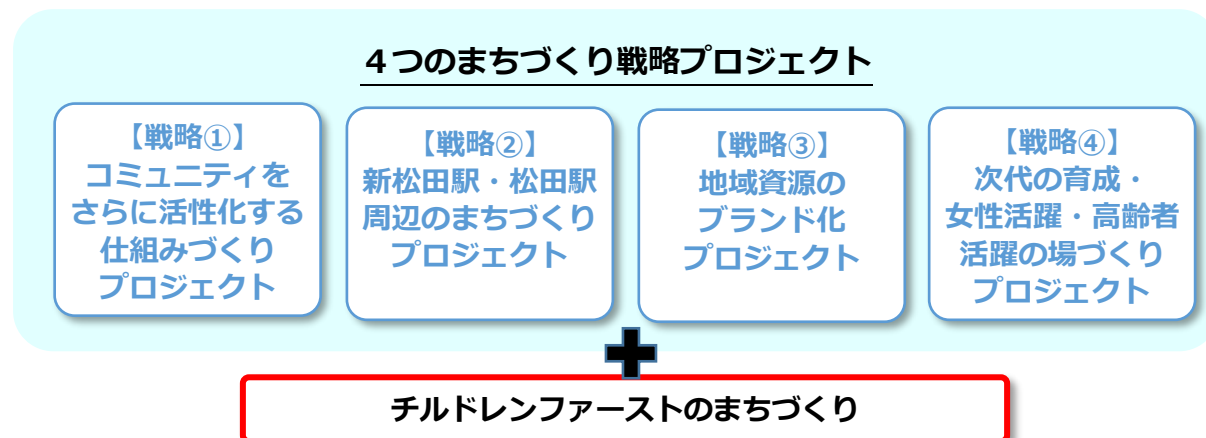 ４つのまちづくり戦略プロジェクト
【戦略①】
コミュニティを
さらに活性化する
仕組みづくり
プロジェクト
【戦略②】
新松田駅・松田駅
周辺のまちづくり
プロジェクト
【戦略③】
地域資源の
ブランド化
プロジェクト
【戦略④】
次代の育成・
女性活躍・高齢者
活躍の場づくり
プロジェクト
チルドレンファーストのまちづくり